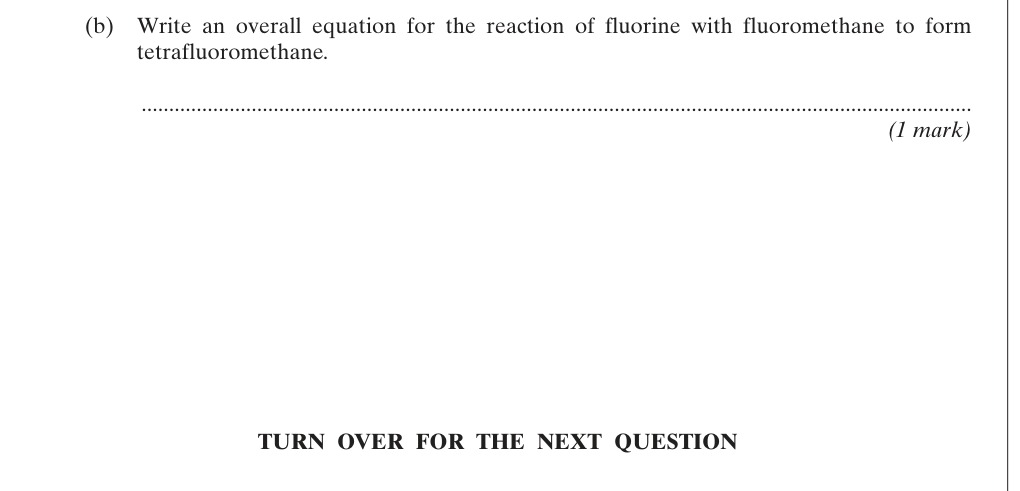 (b) Write an overall equation for the reaction of fluorine with fluoromethane to form
tetrafluoromethane.
(1 mark)
TURN OVER FOR THE NEXT QUESTION